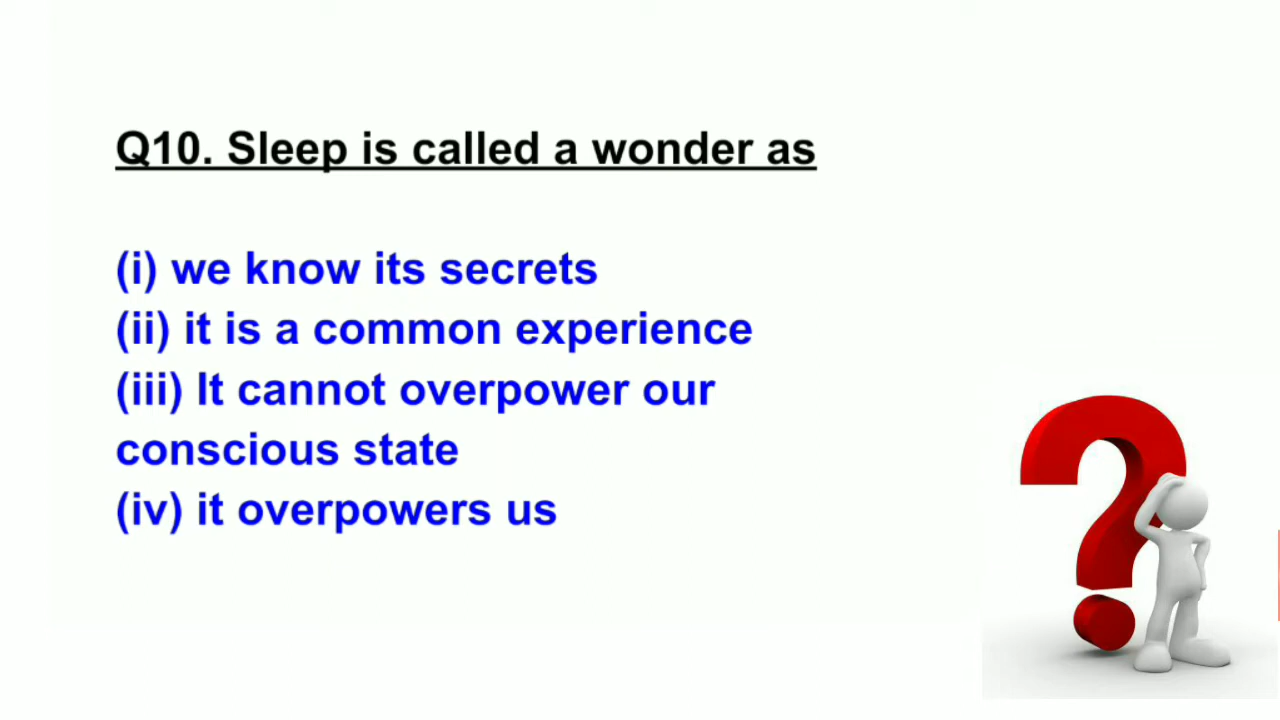 Q10. Sleep is called a wonder as
(i) we know its secrets
(ii) it is a common experience
(iii) It cannot overpower our
conscious state
(iv) it overpowers us